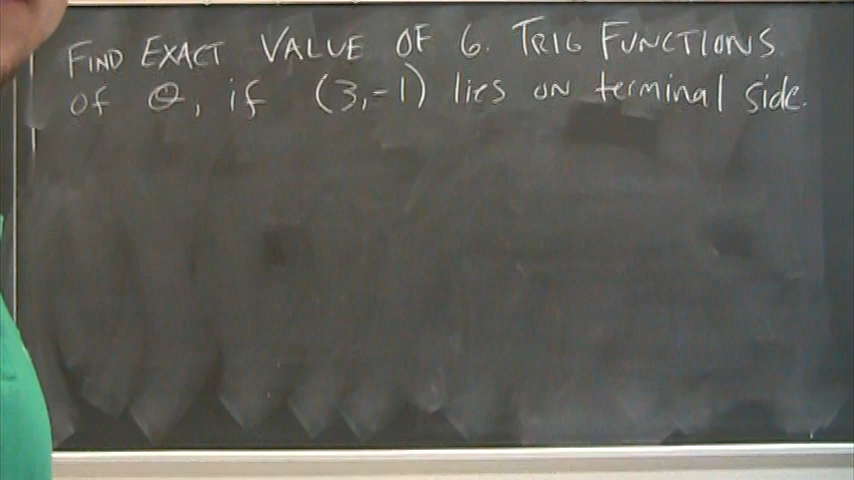 FIND EXACT VALUE OF 6 TRIG FUNCTIONS
OF θ, if (3,-1) lies on terminal side.